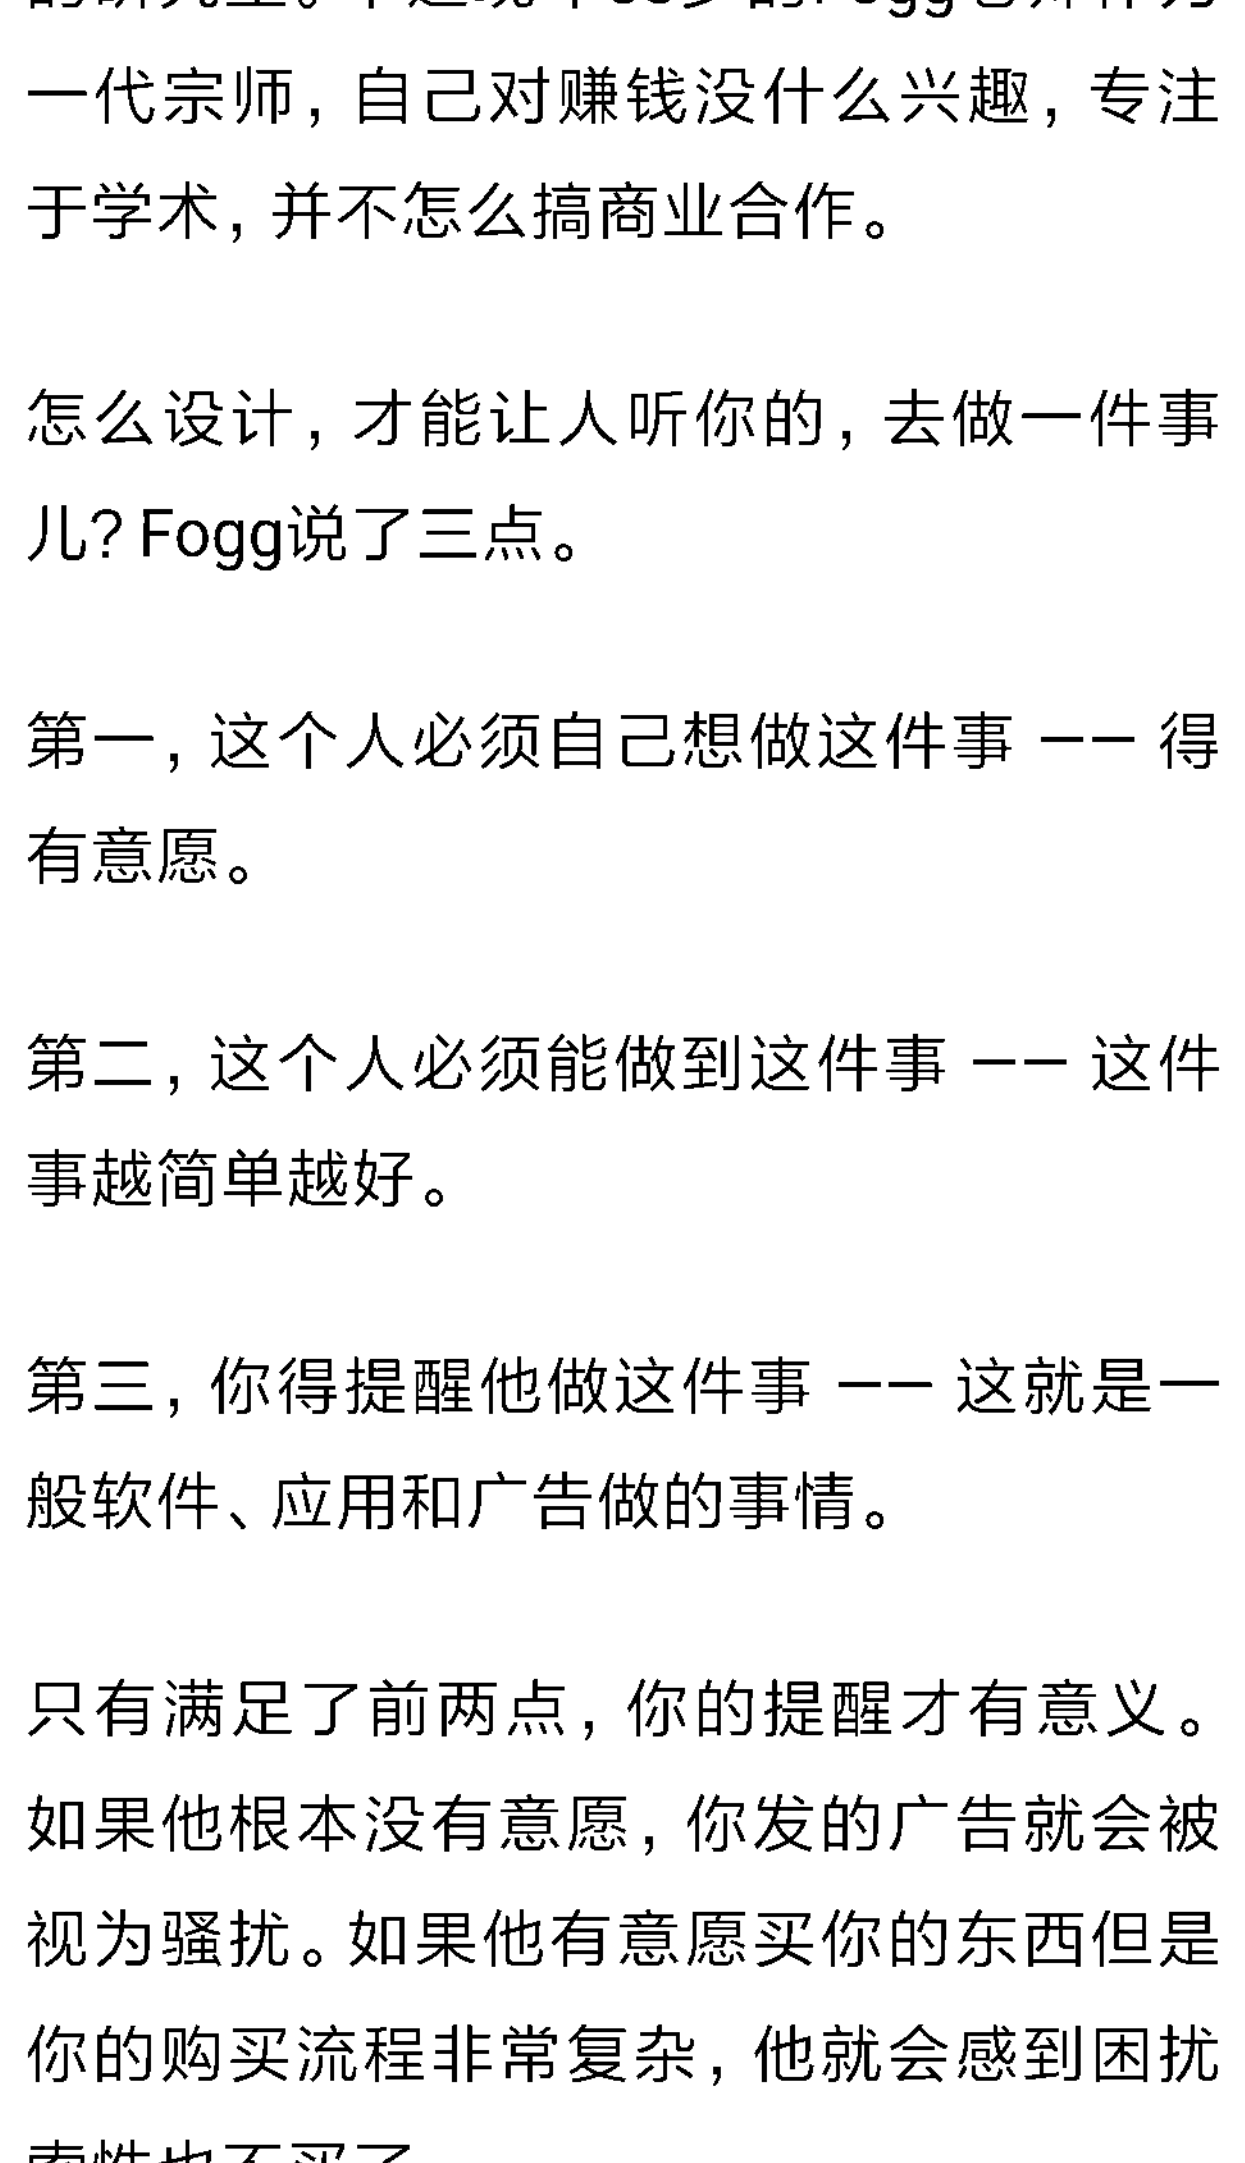 一代宗师，自己对赚钱没什么兴趣，专注
于学术，并不怎么搞商业合作。
怎么设计，才能让人听你的，去做一件事
儿？Fogg说了三点。
第一，这个人必须自己想做这件事 —— 得
有意愿。
第二，这个人必须能做到这件事 —— 这件
事越简单越好。
第三，你得提醒他做这件事 —— 这就是一
般软件、应用和广告做的事情。
只有满足了前两点，你的提醒才有意义。
如果他根本没有意愿，你发的广告就会被
视为骚扰。如果他有意愿买你的东西但是
你的购买流程非常复杂，他就会感到困扰
索性也不买了